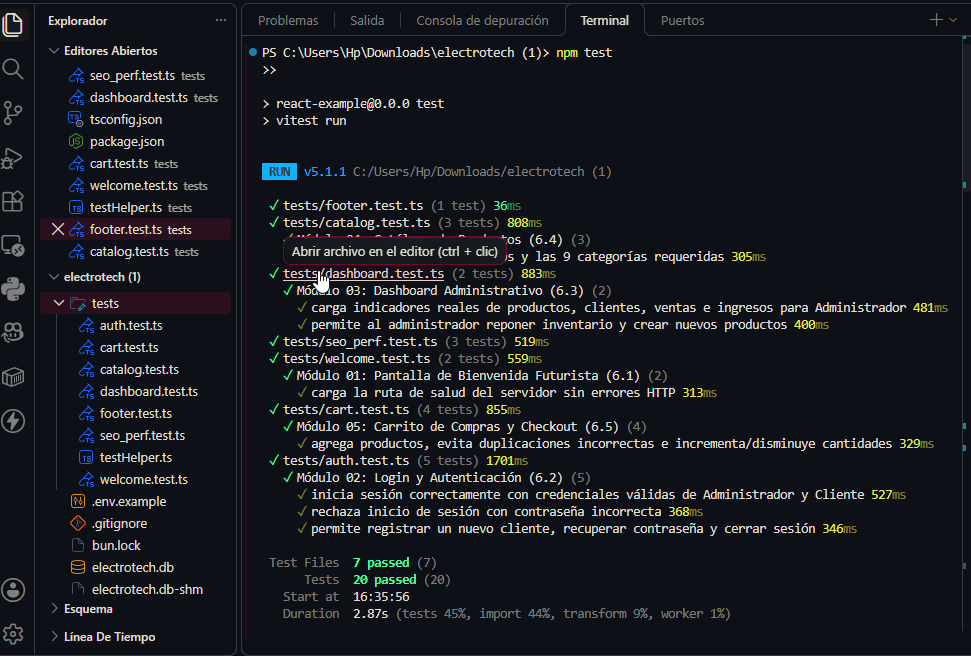 Explorador
···
Editores Abiertos
seo_perf.test.ts tests
dashboard.test.ts tests
tsconfig.json
package.json
cart.test.ts tests
welcome.test.ts tests
testHelper.ts tests
footer.test.ts tests
catalog.test.ts tests
electrotech (1)
tests
auth.test.ts
cart.test.ts
catalog.test.ts
dashboard.test.ts
footer.test.ts
seo_perf.test.ts
testHelper.ts
welcome.test.ts
.env.example
.gitignore
bun.lock
electrotech.db
electrotech.db-shm
Esquema
Línea De Tiempo
Problemas Salida Consola de depuración Terminal Puertos
PS C:\Users\Hp\Downloads\electrotech (1)> npm test
>>
> react-example@0.0.0 test
> vitest run
RUN v5.1.1 C:/Users/Hp/Downloads/electrotech (1)
✓ tests/footer.test.ts (1 test) 36ms
✓ tests/catalog.test.ts (3 tests) 808ms
(6.4) (3)
Abrir archivo en el editor (ctrl + clic)
y las 9 categorías requeridas 305ms
✓ tests/dashboard.test.ts (2 tests) 883ms
✓ Módulo 03: Dashboard Administrativo (6.3) (2)
✓ carga indicadores reales de productos, clientes, ventas e ingresos para Administrador 481ms
✓ permite al administrador reponer inventario y crear nuevos productos 400ms
✓ tests/seo_perf.test.ts (3 tests) 519ms
✓ tests/welcome.test.ts (2 tests) 559ms
✓ Módulo 01: Pantalla de Bienvenida Futurista (6.1) (2)
✓ carga la ruta de salud del servidor sin errores HTTP 313ms
✓ tests/cart.test.ts (4 tests) 855ms
✓ Módulo 05: Carrito de Compras y Checkout (6.5) (4)
✓ agrega productos, evita duplicaciones incorrectas e incrementa/disminuye cantidades 329ms
✓ tests/auth.test.ts (5 tests) 1701ms
✓ Módulo 02: Login y Autenticación (6.2) (5)
✓ inicia sesión correctamente con credenciales válidas de Administrador y Cliente 527ms
✓ rechaza inicio de sesión con contraseña incorrecta 368ms
✓ permite registrar un nuevo cliente, recuperar contraseña y cerrar sesión 346ms
Test Files 7 passed (7)
Tests 20 passed (20)
Start at 16:35:56
Duration 2.87s (tests 45%, import 44%, transform 9%, worker 1%)